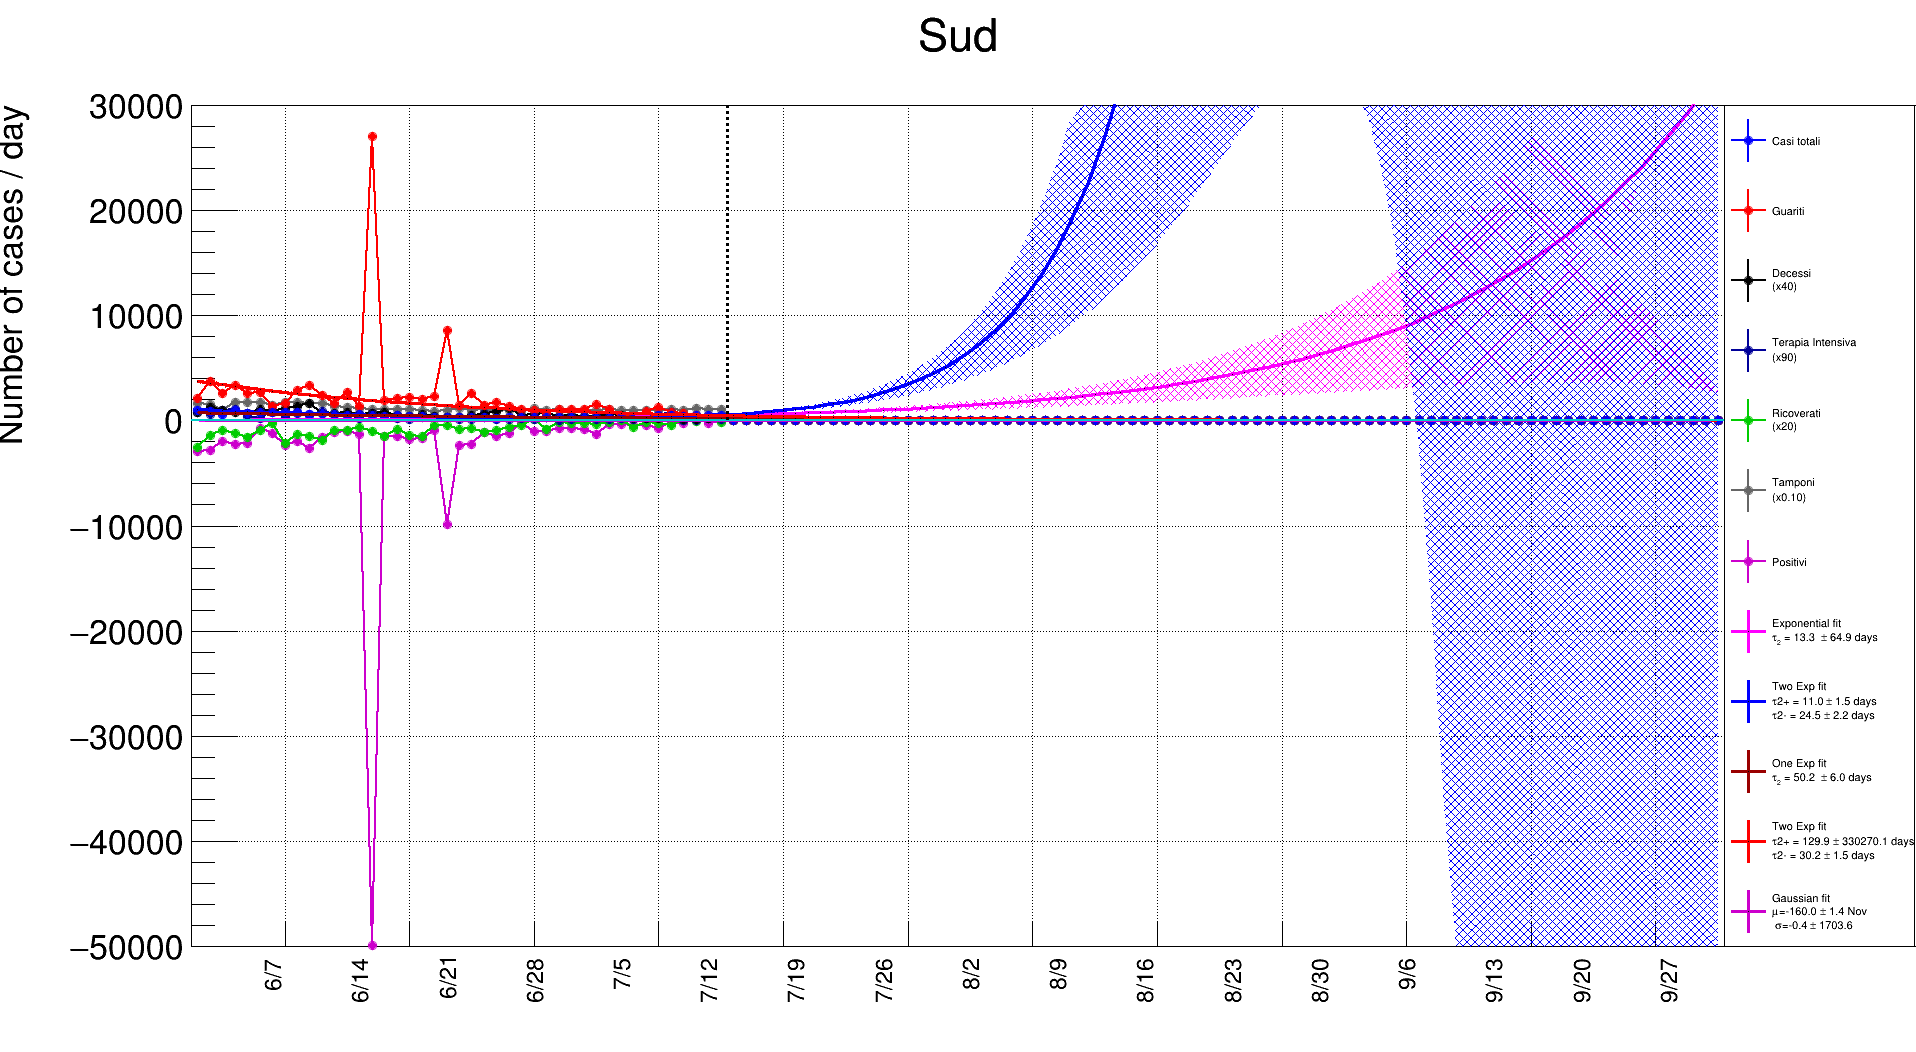 Sud
Number of cases / day
30000
20000
10000
0
−10000
−20000
−30000
−40000
−50000
6/7
6/14
6/21
6/28
7/5
7/12
7/19
7/26
8/2
8/9
8/16
8/23
8/30
9/6
9/13
9/20
9/27
Casi totali
Guariti
Decessi
(x40)
Terapia Intensiva
(x90)
Ricoverati
(x20)
Tamponi
(x0.10)
Positivi
Exponential fit
τ2 = 13.3 ± 64.9 days
Two Exp fit
τ2+ = 11.0 ± 1.5 days
τ2- = 24.5 ± 2.2 days
One Exp fit
τ2 = 50.2 ± 6.0 days
Two Exp fit
τ2+ = 129.9 ± 330270.1 days
τ2- = 30.2 ± 1.5 days
Gaussian fit
μ=-160.0 ± 1.4 Nov
σ=-0.4 ± 1703.6